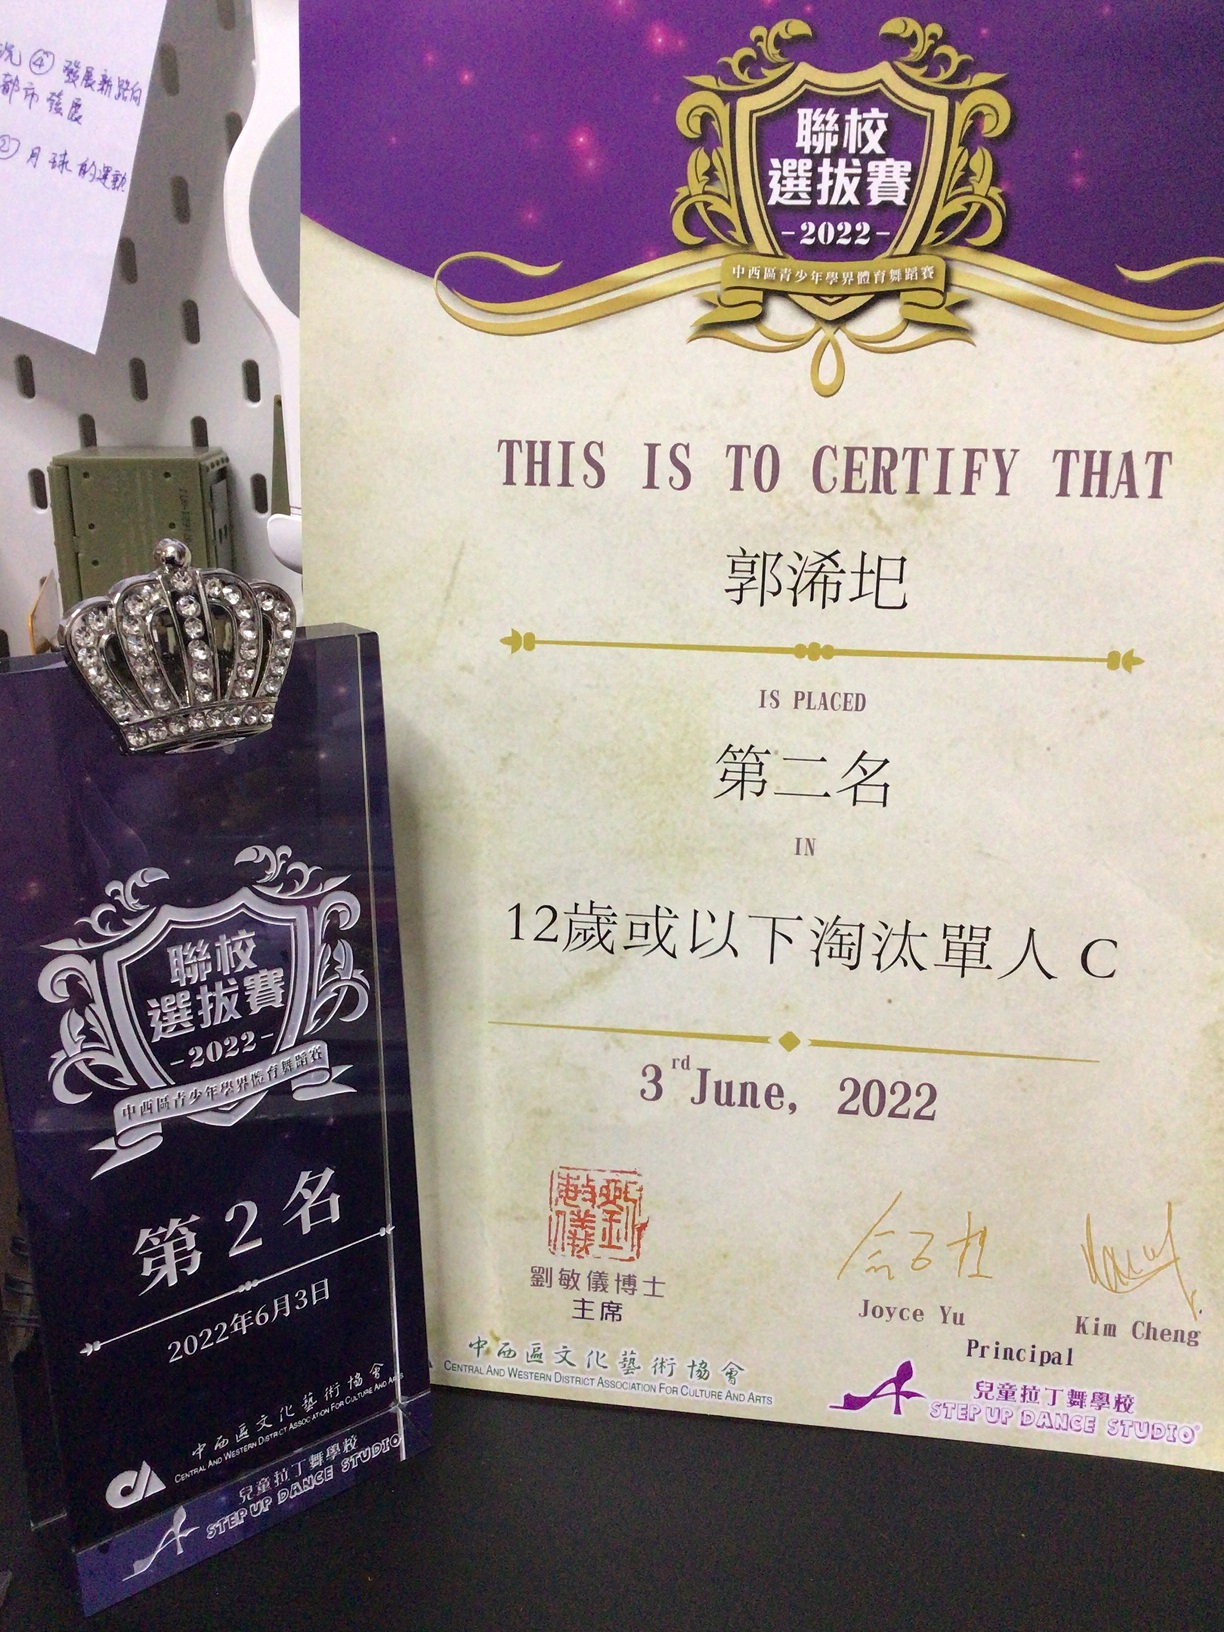 ④ 發展新路向
都市發展
② 月球的運動
聯校
選拔賽
-2022-
中西區青少年學界體育舞蹈賽
THIS IS TO CERTIFY THAT
郭浠圯
IS PLACED
第二名
IN
12歲或以下淘汰單人 C
3rd June, 2022
劉敏儀博士
主席
Joyce Yu
Kim Cheng
Principal
中西區文化藝術協會
CENTRAL AND WESTERN DISTRICT ASSOCIATION FOR CULTURE AND ARTS
兒童拉丁舞學校
STEP UP DANCE STUDIO
聯校
選拔賽
-2022-
中西區青少年學界體育舞蹈賽
第2名
2022年6月3日
中西區文化藝術協會
CENTRAL AND WESTERN DISTRICT ASSOCIATION FOR CULTURE AND ARTS
兒童拉丁舞學校
STEP UP DANCE STUDIO